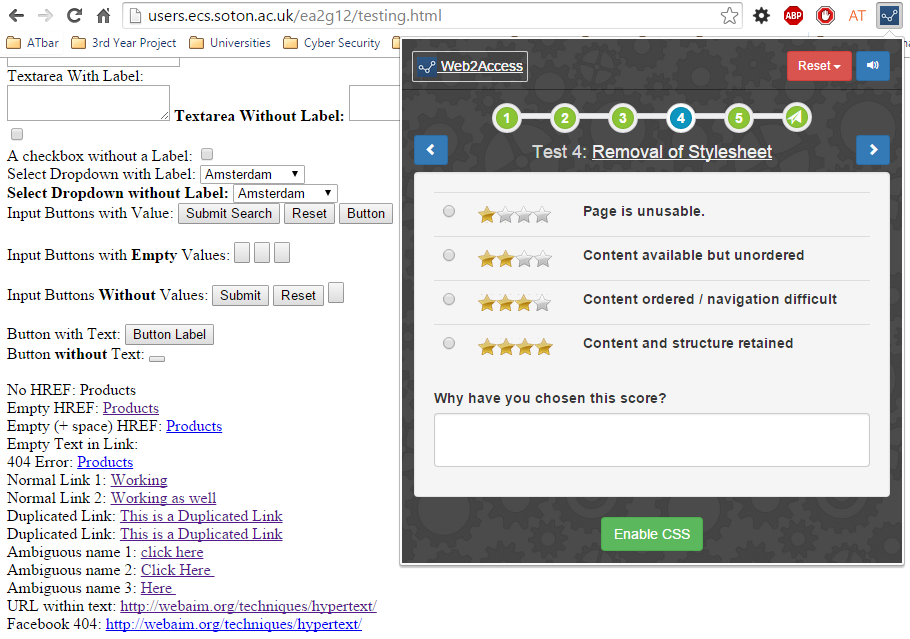 users.ecs.soton.ac.uk/ea2g12/testing.html
ABP
AT
ATbar
3rd Year Project
Universities
Cyber Security
Textarea With Label:
Textarea Without Label:
A checkbox without a Label:
Select Dropdown with Label: Amsterdam
Select Dropdown without Label: Amsterdam
Input Buttons with Value: Submit Search Reset Button
Input Buttons with Empty Values:
Input Buttons Without Values: Submit Reset
Button with Text: Button Label
Button without Text:
No HREF: Products
Empty HREF: Products
Empty (+ space) HREF: Products
Empty Text in Link:
404 Error: Products
Normal Link 1: Working
Normal Link 2: Working as well
Duplicated Link: This is a Duplicated Link
Duplicated Link: This is a Duplicated Link
Ambiguous name 1: click here
Ambiguous name 2: Click Here
Ambiguous name 3: Here
URL within text: http://webaim.org/techniques/hypertext/
Facebook 404: http://webaim.org/techniques/hypertext/
Web2Access
Reset
1 2 3 4 5
Test 4: Removal of Stylesheet
Page is unusable.
Content available but unordered
Content ordered / navigation difficult
Content and structure retained
Why have you chosen this score?
Enable CSS